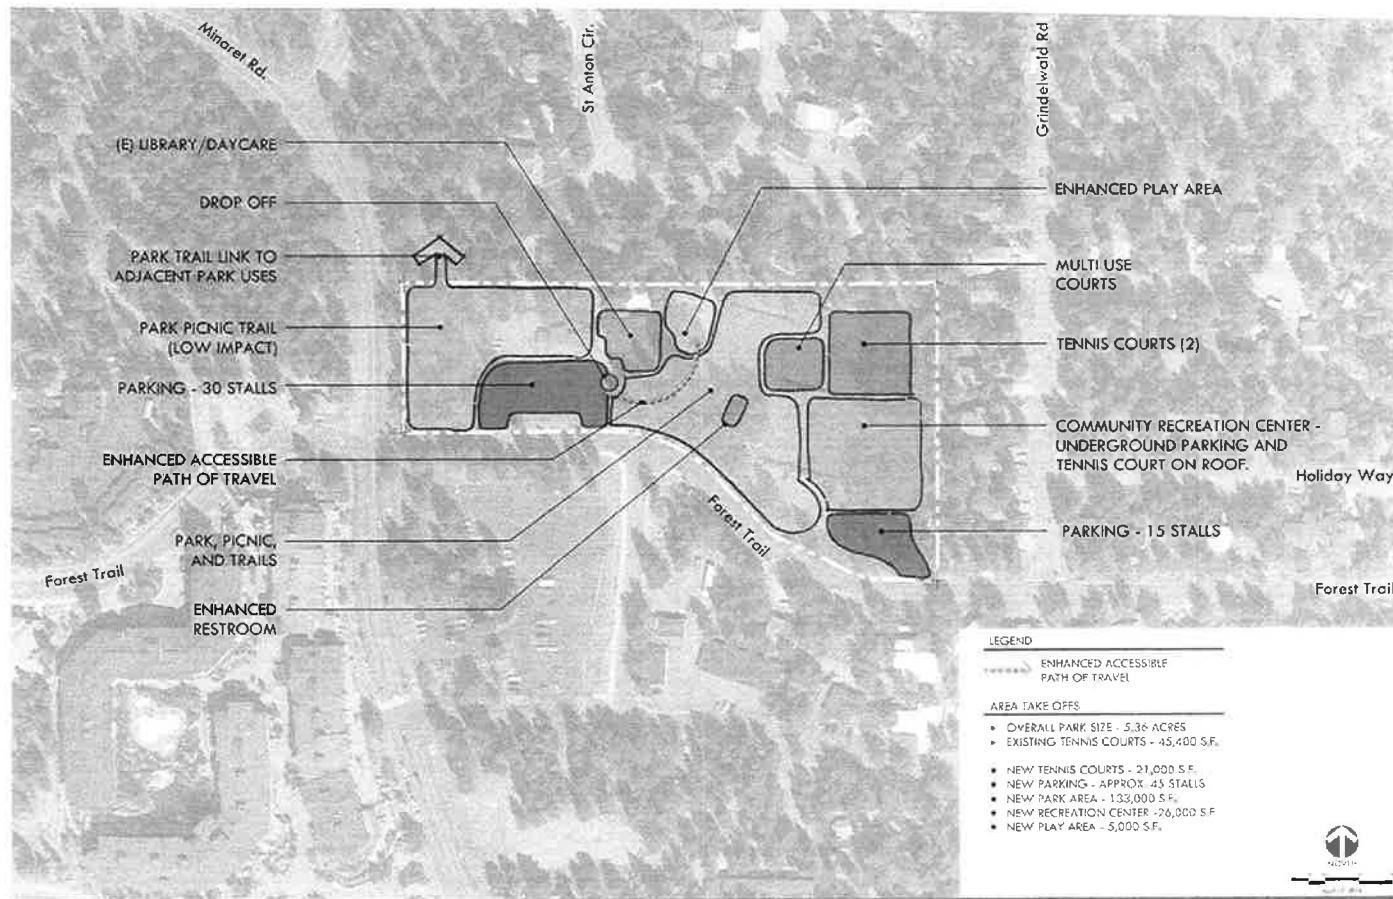 Minaret Rd.
St Anton Cir.
Grindelwald Rd
(E) LIBRARY/DAYCARE
DROP OFF
PARK TRAIL LINK TO
ADJACENT PARK USES
PARK PICNIC TRAIL
(LOW IMPACT)
PARKING - 30 STALLS
ENHANCED ACCESSIBLE
PATH OF TRAVEL
PARK, PICNIC,
AND TRAILS
ENHANCED
RESTROOM
ENHANCED PLAY AREA
MULTI USE
COURTS
TENNIS COURTS (2)
COMMUNITY RECREATION CENTER -
UNDERGROUND PARKING AND
TENNIS COURT ON ROOF.
PARKING - 15 STALLS
Holiday Way
Forest Trail
Forest Trail
Forest Trail
LEGEND
ENHANCED ACCESSIBLE
PATH OF TRAVEL
AREA TAKE OFFS
• OVERALL PARK SIZE - 5.36 ACRES
• EXISTING TENNIS COURTS - 45,400 S.F.
• NEW TENNIS COURTS - 21,000 S.F.
• NEW PARKING - APPROX. 45 STALLS
• NEW PARK AREA - 133,000 S.F.
• NEW RECREATION CENTER -26,000 S.F
• NEW PLAY AREA - 5,000 S.F.
NORTH